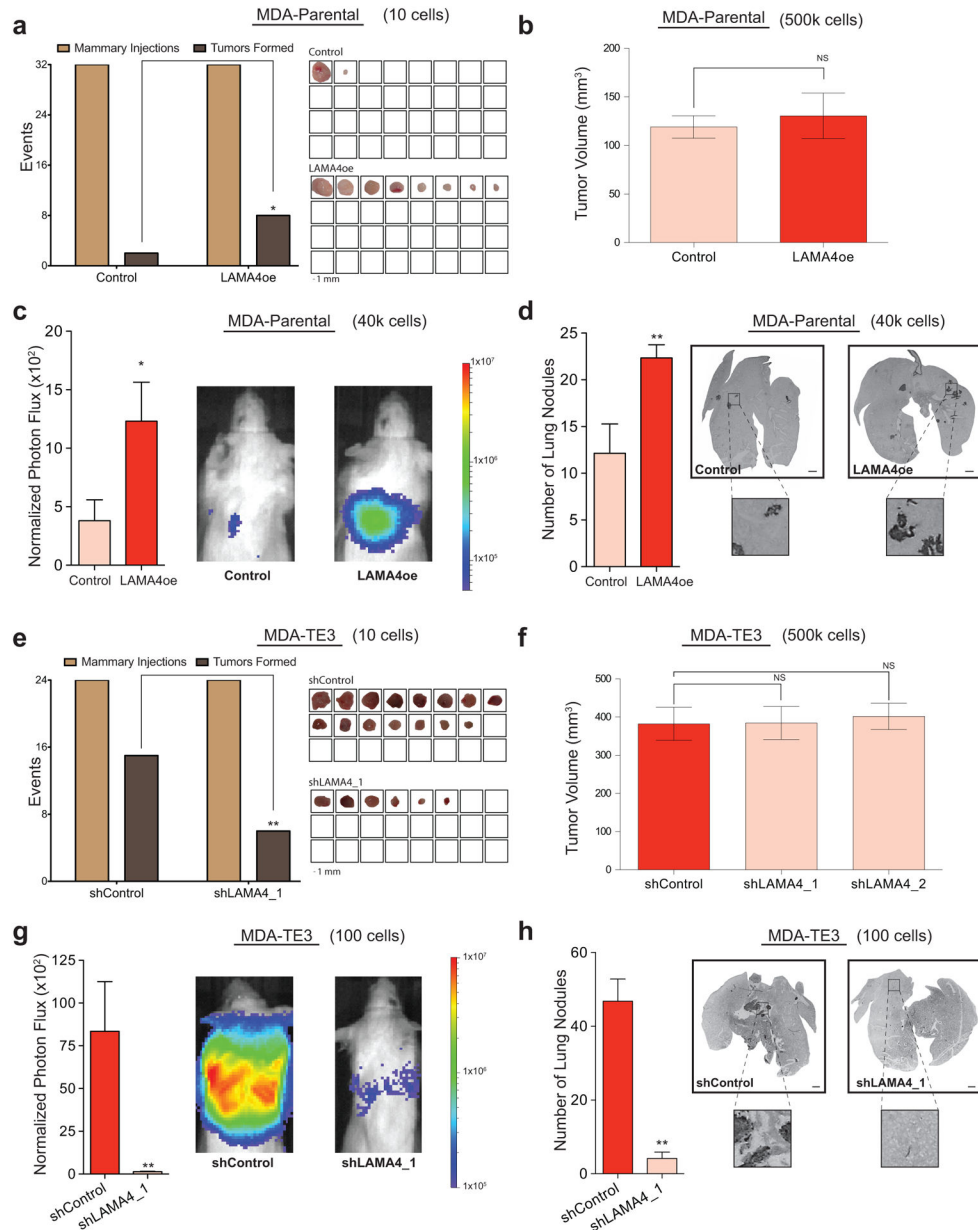 a
MDA-Parental (10 cells)
Mammary Injections
Tumors Formed
Events
32
24
16
8
0
*
Control
LAMA4oe
Control
LAMA4oe
- 1 mm
b
MDA-Parental (500k cells)
Tumor Volume (mm³)
200
150
100
50
0
NS
Control
LAMA4oe
c
MDA-Parental (40k cells)
Normalized Photon Flux (x10²)
20
15
10
5
0
*
Control
LAMA4oe
Control
LAMA4oe
1x10⁷
1x10⁶
1x10⁵
d
MDA-Parental (40k cells)
Number of Lung Nodules
25
20
15
10
5
0
**
Control
LAMA4oe
Control
LAMA4oe
e
MDA-TE3 (10 cells)
Mammary Injections
Tumors Formed
Events
24
16
8
0
**
shControl
shLAMA4_1
shControl
shLAMA4_1
- 1 mm
f
MDA-TE3 (500k cells)
Tumor Volume (mm³)
500
400
300
200
100
0
NS
NS
shControl
shLAMA4_1
shLAMA4_2
g
MDA-TE3 (100 cells)
Normalized Photon Flux (x10²)
125
100
75
50
25
0
**
shControl
shLAMA4_1
shControl
shLAMA4_1
1x10⁷
1x10⁶
1x10⁵
h
MDA-TE3 (100 cells)
Number of Lung Nodules
60
40
20
0
**
shControl
shLAMA4_1
shControl
shLAMA4_1